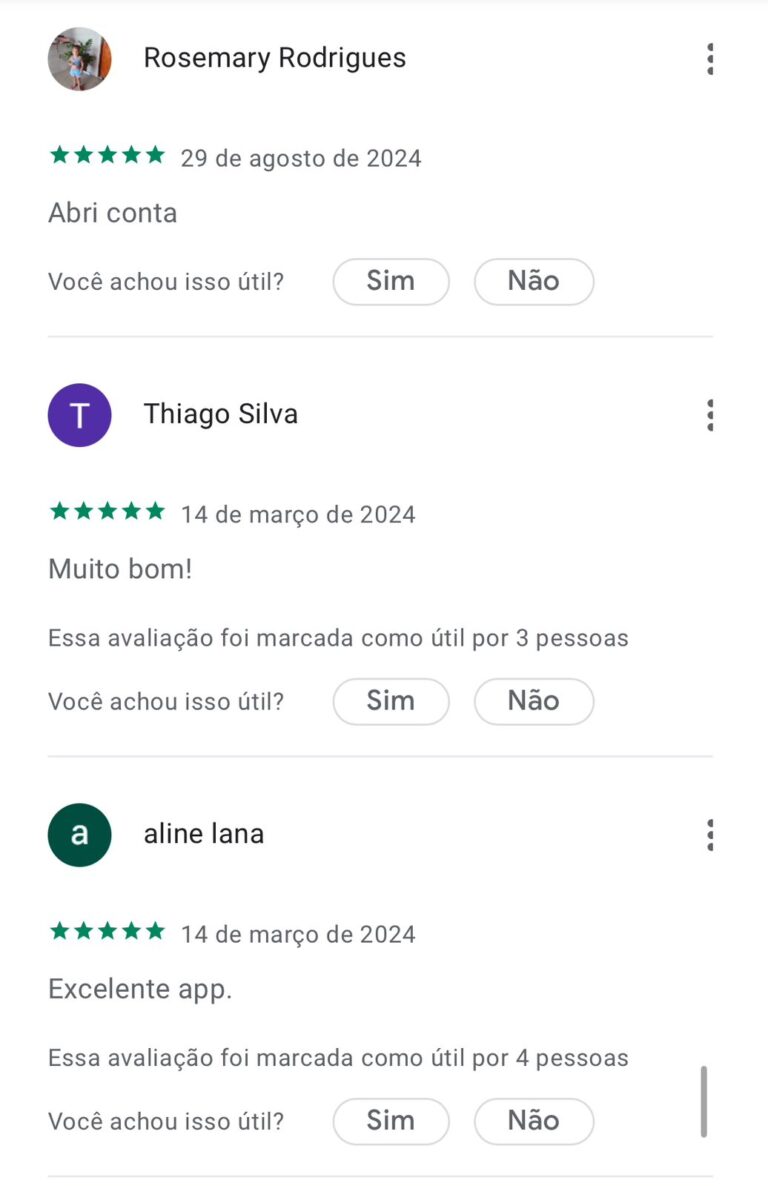 Rosemary Rodrigues
29 de agosto de 2024
Abri conta
Você achou isso útil? Sim Não
T Thiago Silva
14 de março de 2024
Muito bom!
Essa avaliação foi marcada como útil por 3 pessoas
Você achou isso útil? Sim Não
a aline lana
14 de março de 2024
Excelente app.
Essa avaliação foi marcada como útil por 4 pessoas
Você achou isso útil? Sim Não